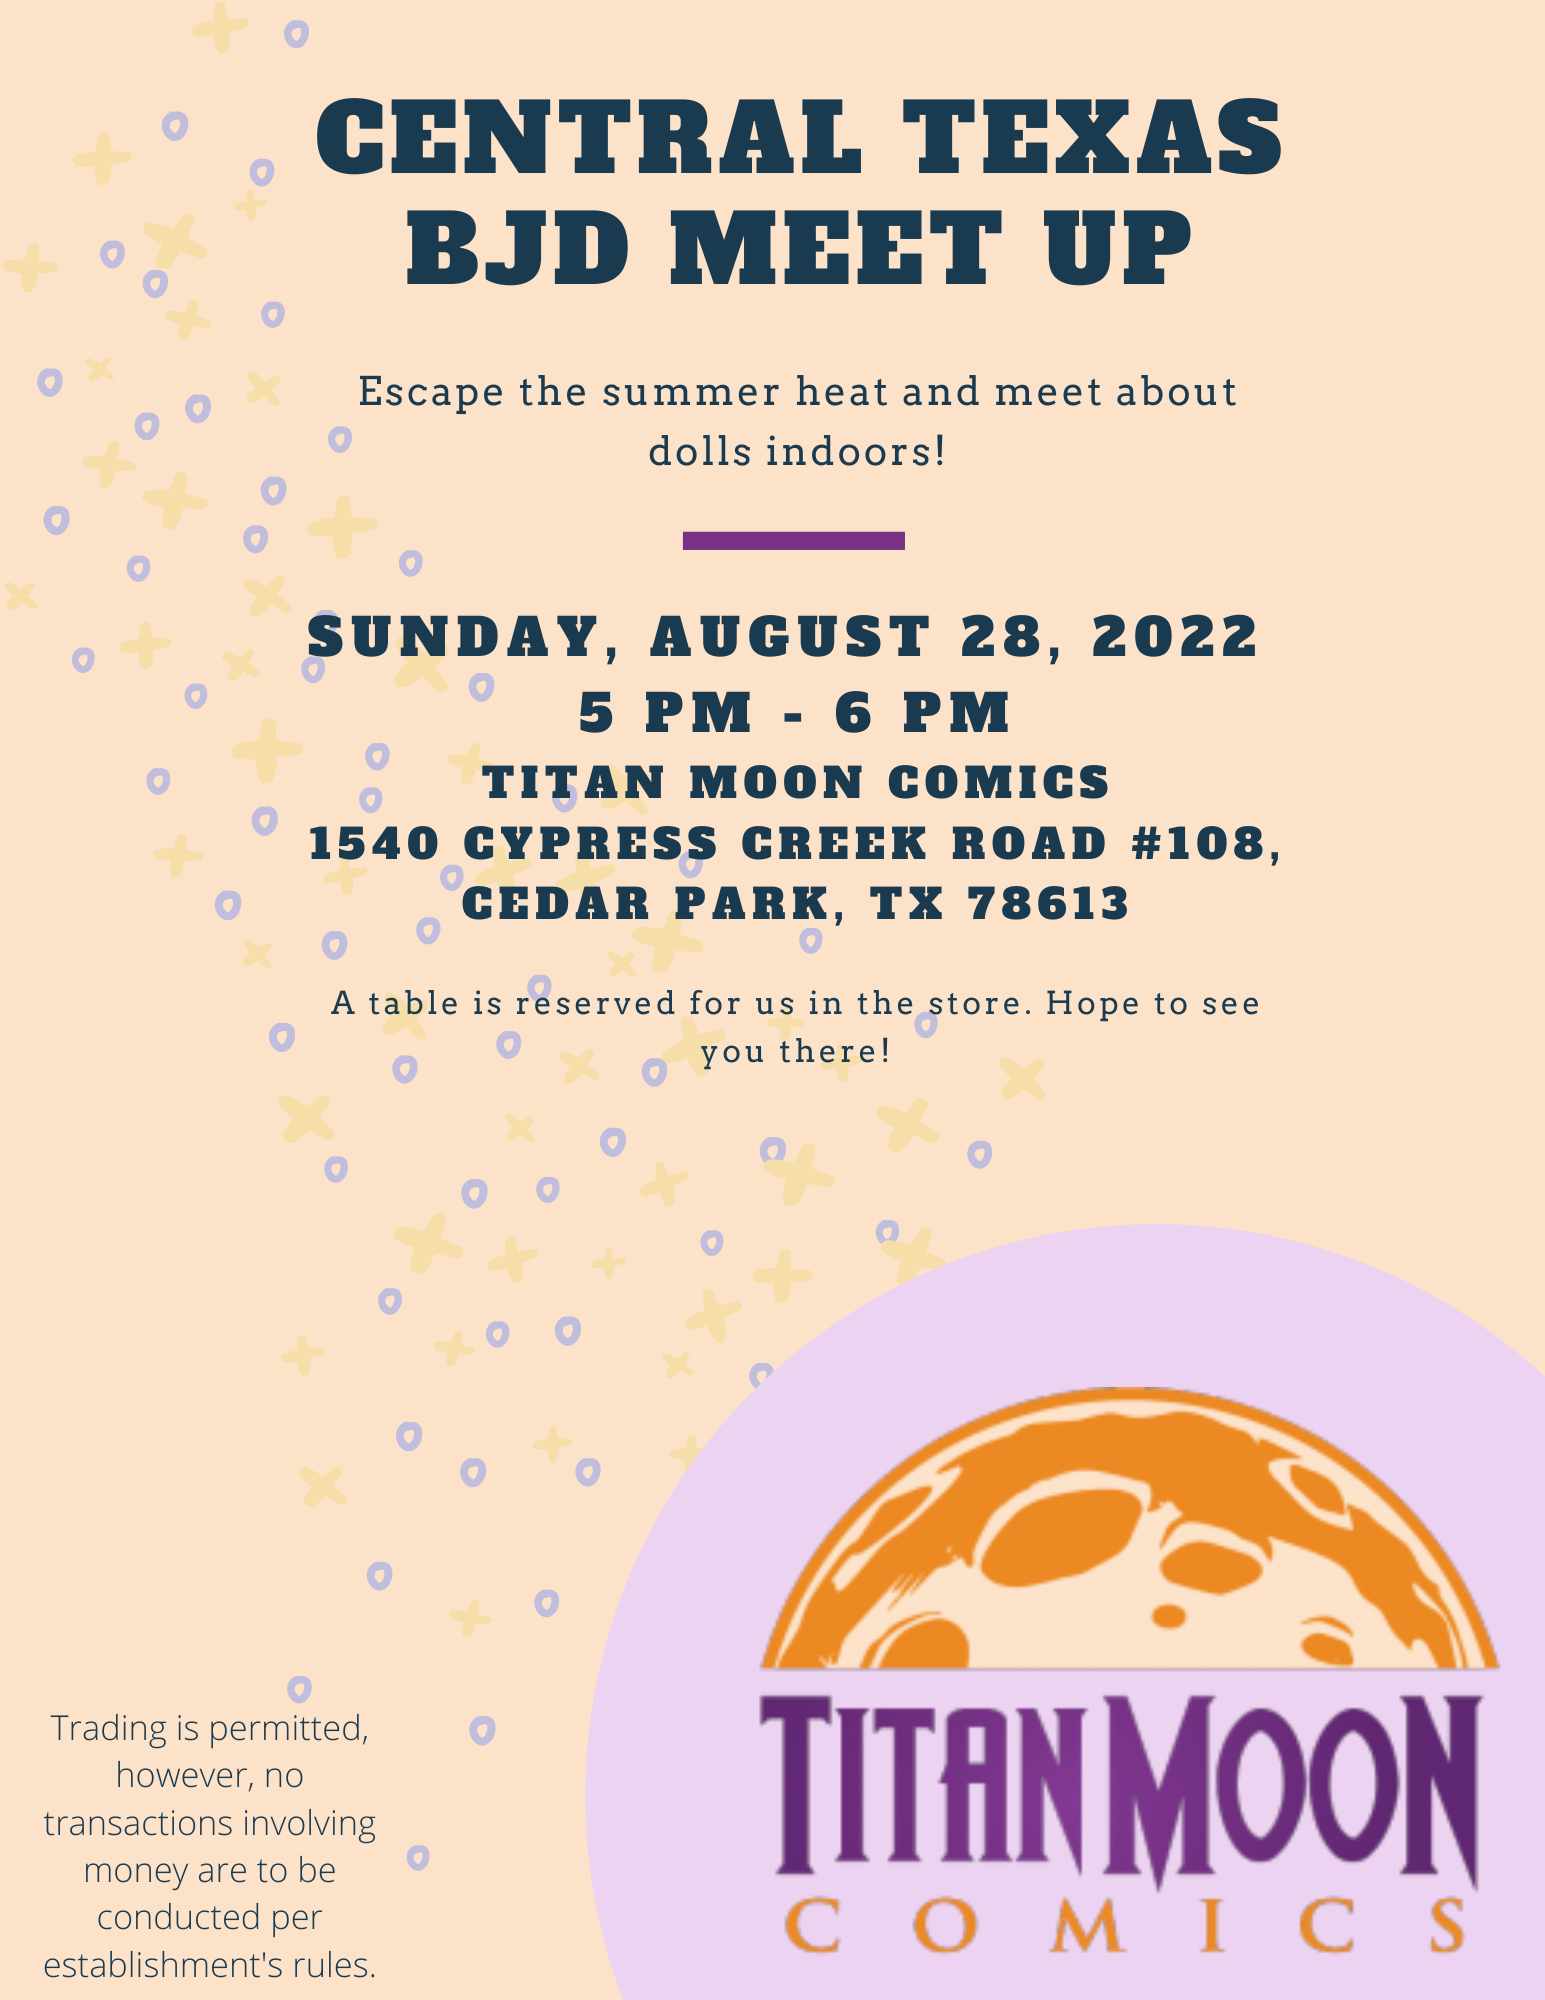 CENTRAL TEXAS
BJD MEET UP
Escape the summer heat and meet about
dolls indoors!
SUNDAY, AUGUST 28, 2022
5 PM - 6 PM
TITAN MOON COMICS
1540 CYPRESS CREEK ROAD #108,
CEDAR PARK, TX 78613
A table is reserved for us in the store. Hope to see
you there!
Trading is permitted,
however, no
transactions involving
money are to be
conducted per
establishment's rules.
TITAN MOON
COMICS